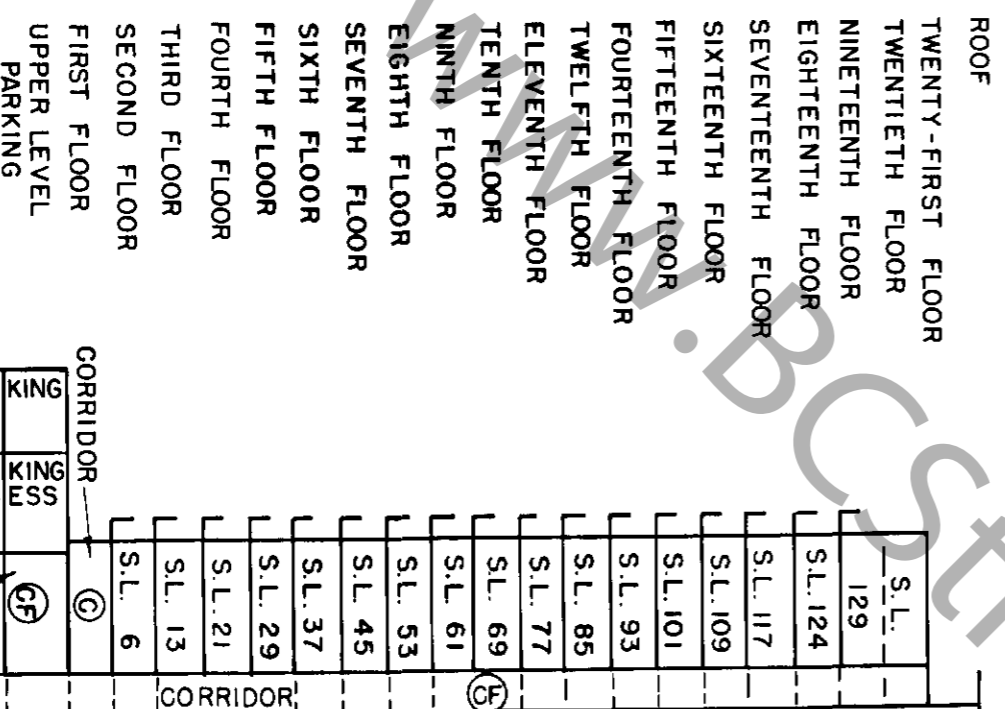 ROOF
TWENTY-FIRST FLOOR
TWENTIETH FLOOR
NINETEENTH FLOOR
EIGHTEENTH FLOOR
SEVENTEENTH FLOOR
SIXTEENTH FLOOR
FIFTEENTH FLOOR
FOURTEENTH FLOOR
TWELFTH FLOOR
ELEVENTH FLOOR
TENTH FLOOR
NINTH FLOOR
EIGHTH FLOOR
SEVENTH FLOOR
SIXTH FLOOR
FIFTH FLOOR
FOURTH FLOOR
THIRD FLOOR
SECOND FLOOR
FIRST FLOOR
UPPER LEVEL
PARKING
S.L.
129
S.L. 124
S.L. 117
S.L. 109
S.L. 101
S.L. 93
S.L. 85
S.L. 77
S.L. 69
S.L. 61
S.L. 53
S.L. 45
S.L. 37
S.L. 29
S.L. 21
S.L. 13
S.L. 6
C
CORRIDOR
KING
KING
ESS
CF
CORRIDOR
CF
www.BCStr